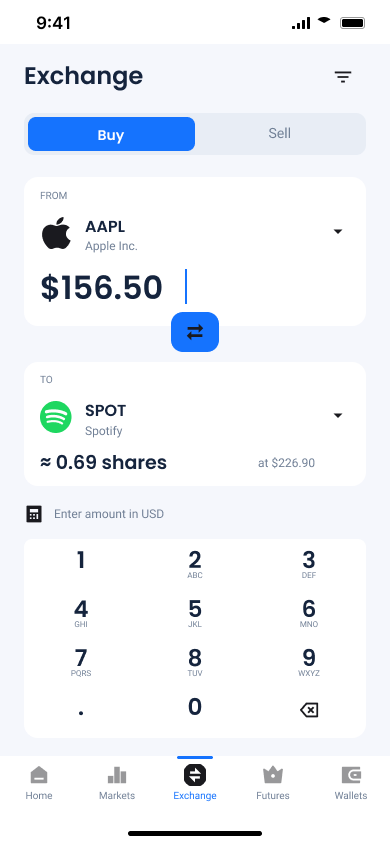 9:41
Exchange
Buy
Sell
FROM
AAPL
Apple Inc.
$156.50
TO
SPOT
Spotify
≈ 0.69 shares
at $226.90
Enter amount in USD
1
2
3
ABC
DEF
4
5
6
GHI
JKL
MNO
7
8
9
PQRS
TUV
WXYZ
.
0
Home
Markets
Exchange
Futures
Wallets